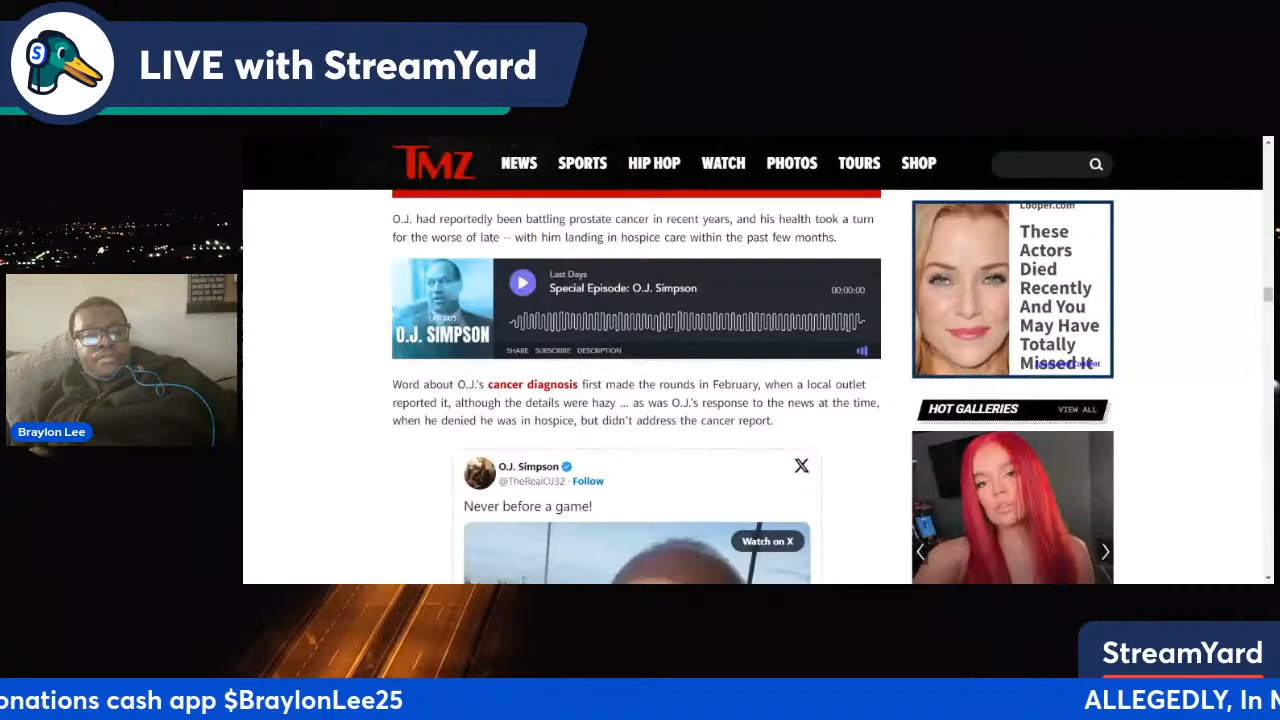 LIVE with StreamYard
TMZ
NEWS
SPORTS
HIP HOP
WATCH
PHOTOS
TOURS
SHOP
O.J. had reportedly been battling prostate cancer in recent years, and his health took a turn
for the worse of late -- with him landing in hospice care within the past few months.
LAST DAYS
O.J. SIMPSON
Last Days
Special Episode: O.J. Simpson
00:00:00
SHARE SUBSCRIBE DESCRIPTION
Word about O.J.'s cancer diagnosis first made the rounds in February, when a local outlet
reported it, although the details were hazy ... as was O.J.'s response to the news at the time,
when he denied he was in hospice, but didn't address the cancer report.
O.J. Simpson
@TheRealOJ32 · Follow
Never before a game!
Watch on X
Looper.com
These
Actors
Died
Recently
And You
May Have
Totally
Missed It
Sponsored Content
HOT GALLERIES
VIEW ALL
Braylon Lee
StreamYard
onations cash app $BraylonLee25
ALLEGEDLY, In M